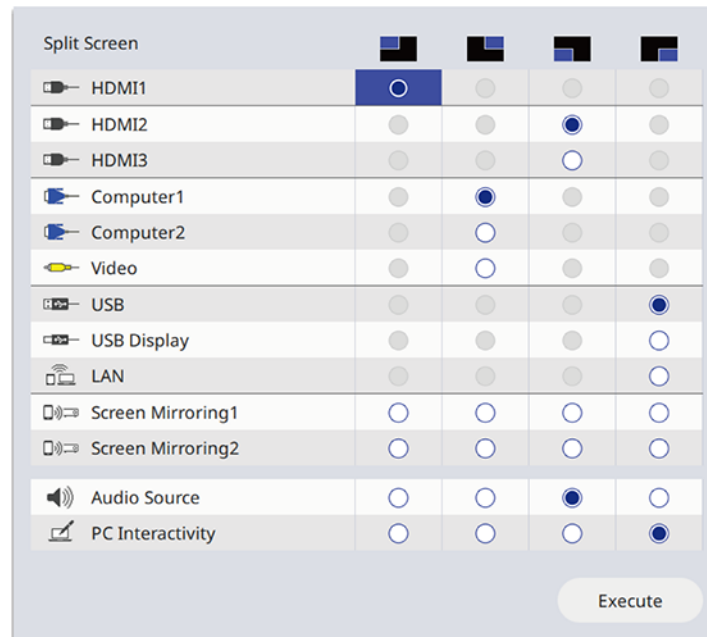 Split Screen
HDMI1
HDMI2
HDMI3
Computer1
Computer2
Video
USB
USB Display
LAN
Screen Mirroring1
Screen Mirroring2
Audio Source
PC Interactivity
Execute